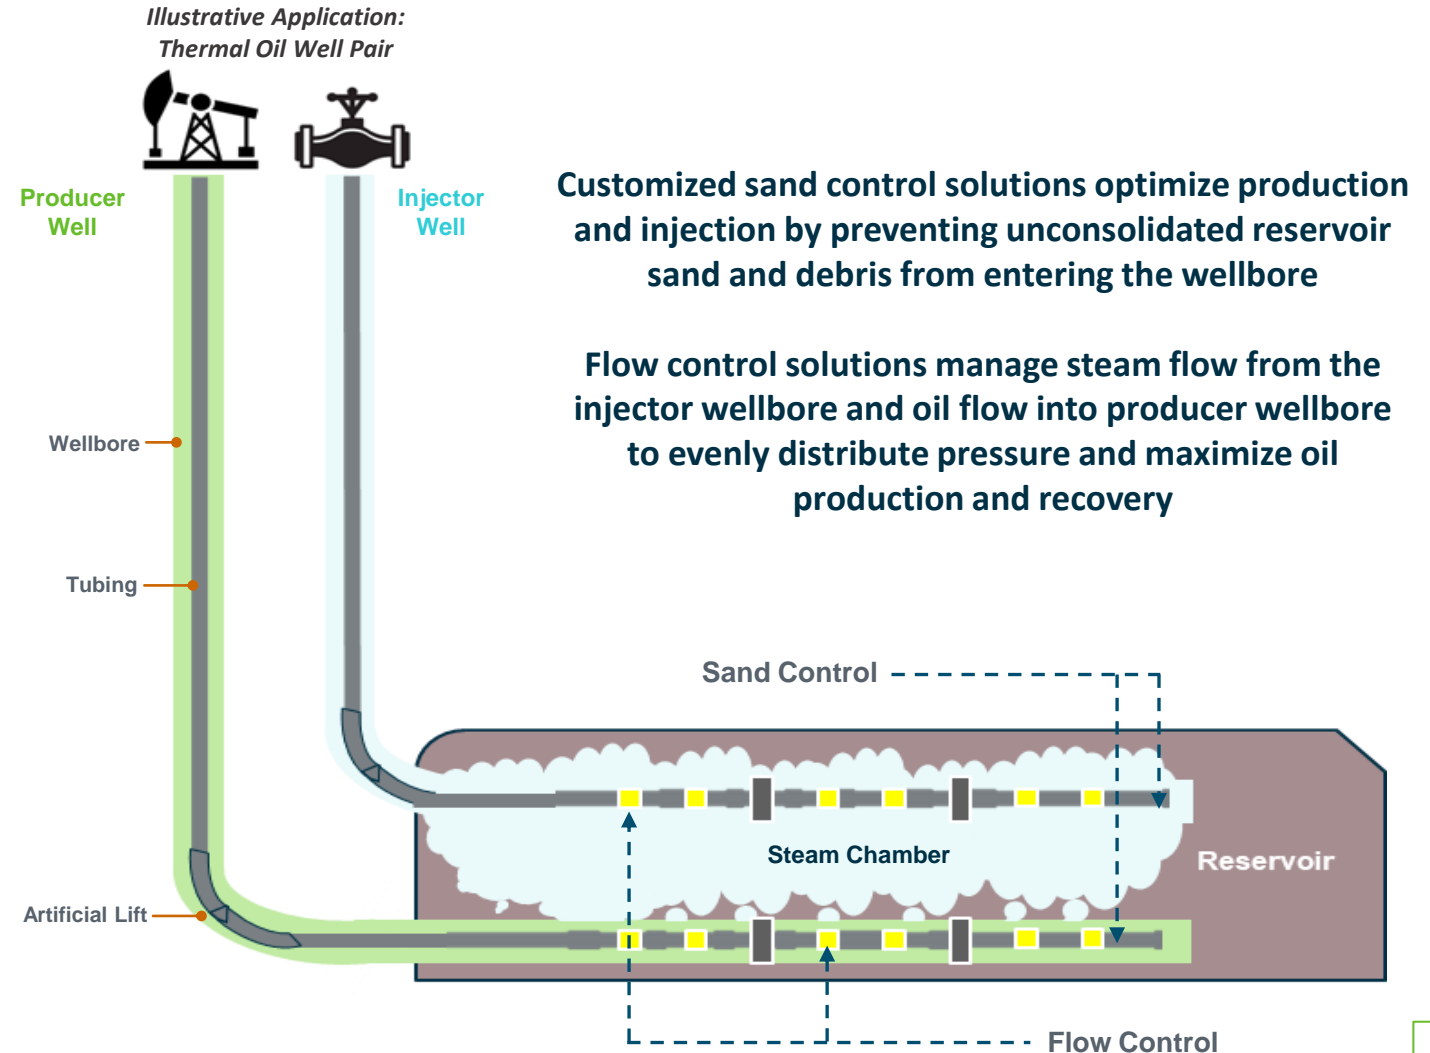 Illustrative Application:
Thermal Oil Well Pair
Producer
Well
Injector
Well
Customized sand control solutions optimize production
and injection by preventing unconsolidated reservoir
sand and debris from entering the wellbore
Flow control solutions manage steam flow from the
injector wellbore and oil flow into producer wellbore
to evenly distribute pressure and maximize oil
production and recovery
Wellbore
Tubing
Sand Control
Steam Chamber
Reservoir
Artificial Lift
Flow Control